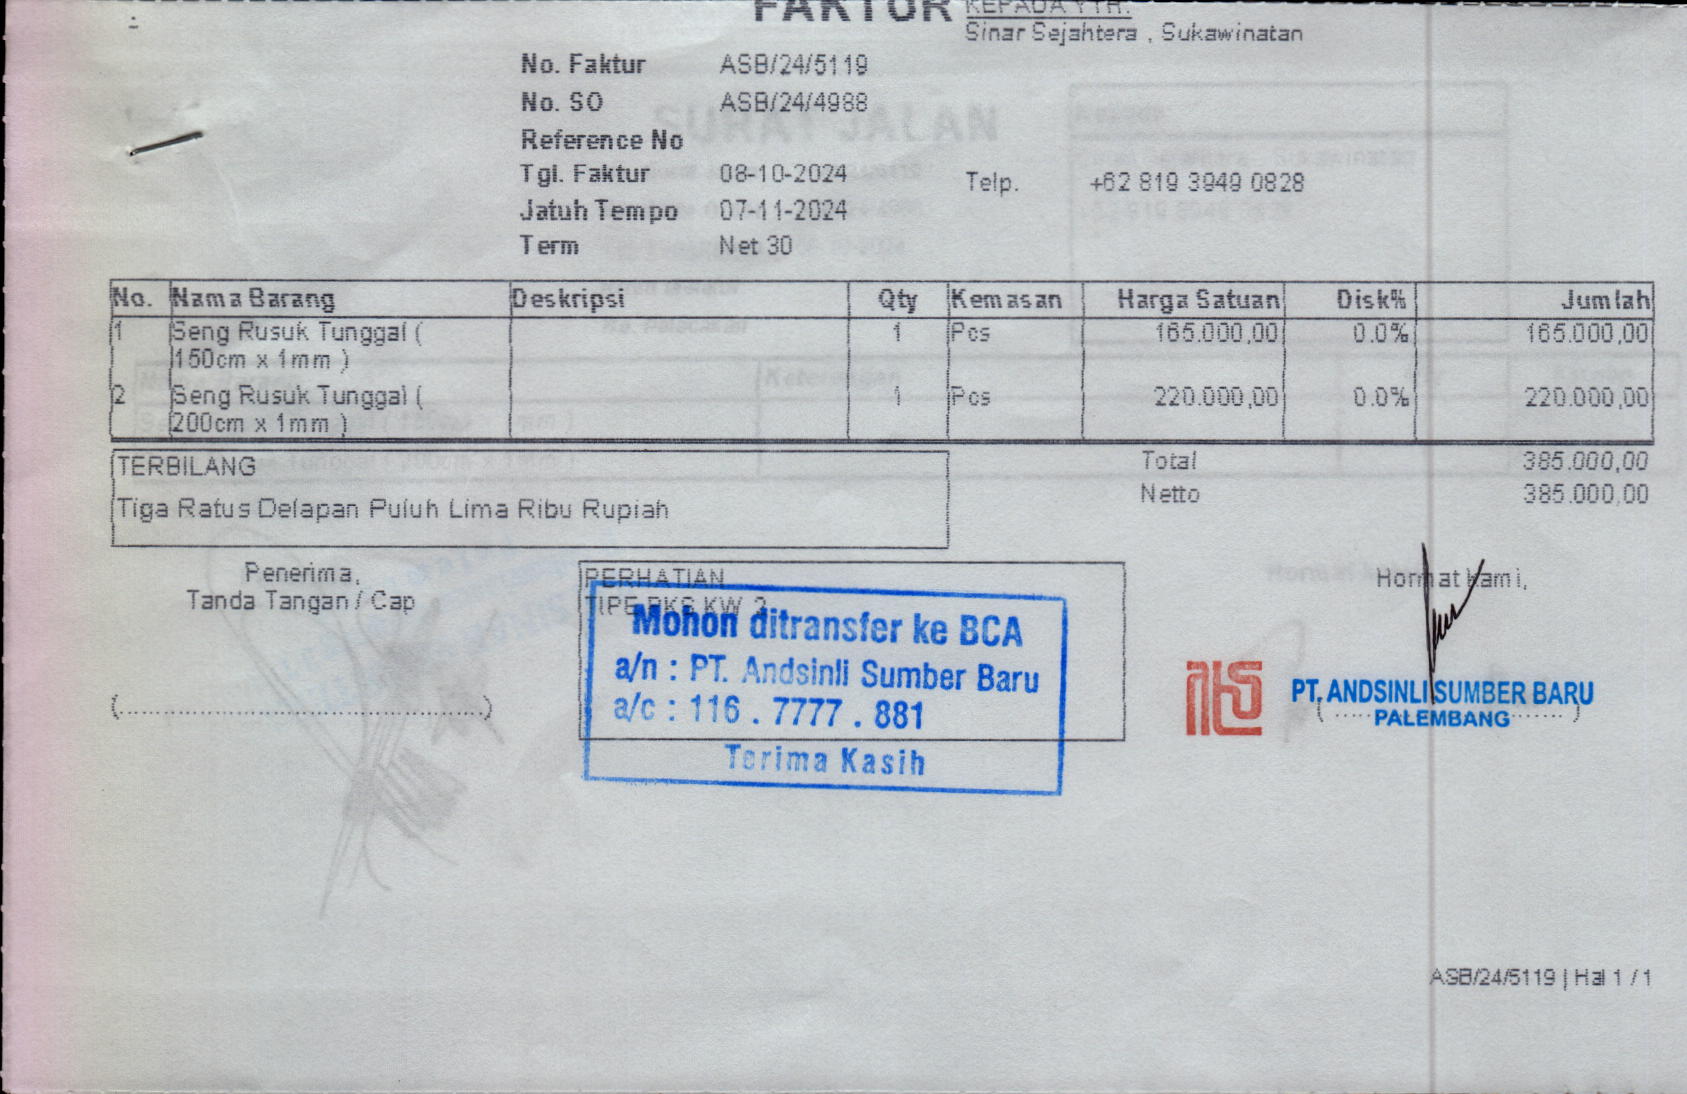 FAKTUR
KEPADA YTH.
Sinar Sejahtera , Sukawinatan
No. Faktur ASB/24/5119
No. SO ASB/24/4988
Reference No
Tgl. Faktur 08-10-2024
Telp. +62 819 3949 0828
Jatuh Tempo 07-11-2024
Term Net 30
No. Nama Barang Deskripsi Qty Kemasan Harga Satuan Disk% Jumlah
1 Seng Rusuk Tunggal ( 1 Pcs 165.000,00 0.0% 165.000,00
150cm x 1mm )
2 Seng Rusuk Tunggal ( 1 Pcs 220.000,00 0.0% 220.000,00
200cm x 1mm )
TERBILANG
Tiga Ratus Delapan Puluh Lima Ribu Rupiah
Total 385.000,00
Netto 385.000,00
Penerima,
Tanda Tangan / Cap
(........................................................)
PERHATIAN
TIPE RKS KW 2
Mohon ditransfer ke BCA
a/n : PT. Andsinli Sumber Baru
a/c : 116 . 7777 . 881
Terima Kasih
Hormat kami,
PT. ANDSINLI SUMBER BARU
PALEMBANG
ASB/24/5119 | Hal 1 / 1